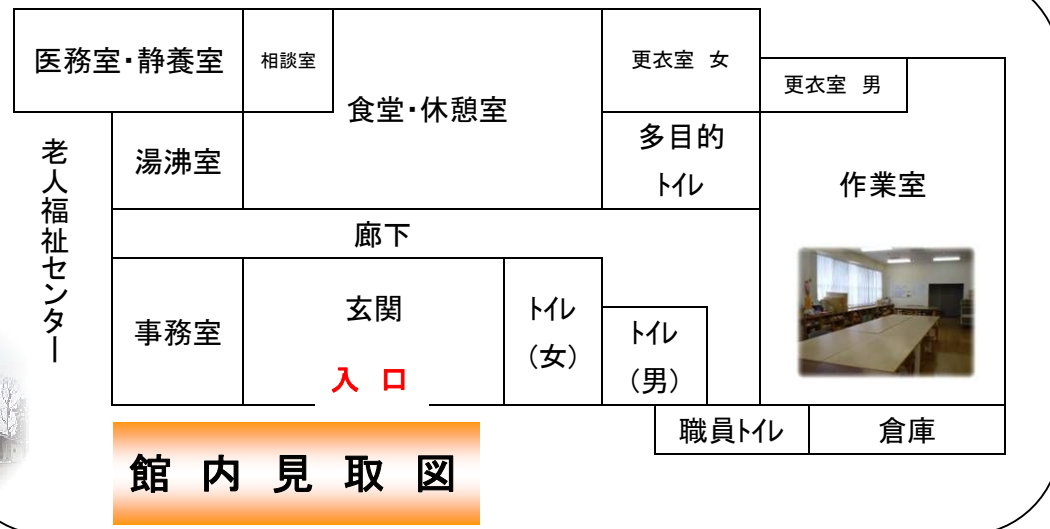 医務室・静養室
相談室
食堂・休憩室
更衣室 女
更衣室 男
老人福祉センター
湯沸室
多目的
トイレ
作業室
廊下
事務室
玄関
入 口
トイレ
(女)
トイレ
(男)
職員トイレ
倉庫
館 内 見 取 図